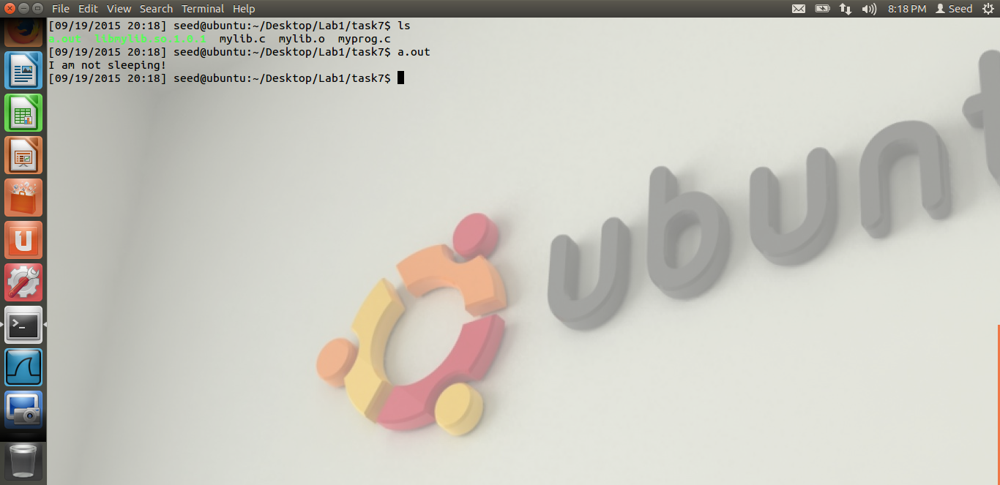 File Edit View Search Terminal Help 8:18 PM Seed
[09/19/2015 20:18] seed@ubuntu:~/Desktop/Lab1/task7$ ls
a.out libmylib.so.1.0.1 mylib.c mylib.o myprog.c
[09/19/2015 20:18] seed@ubuntu:~/Desktop/Lab1/task7$ a.out
I am not sleeping!
[09/19/2015 20:18] seed@ubuntu:~/Desktop/Lab1/task7$
ubunt